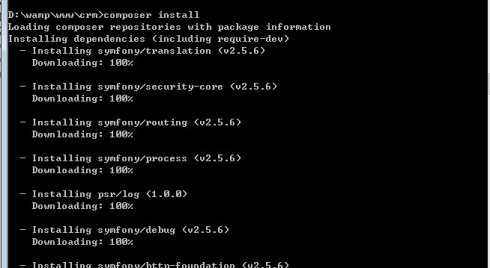 D:\wamp\www\crm>composer install
Loading composer repositories with package information
Installing dependencies (including require-dev)
- Installing symfony/translation (v2.5.6)
Downloading: 100%
- Installing symfony/security-core (v2.5.6)
Downloading: 100%
- Installing symfony/routing (v2.5.6)
Downloading: 100%
- Installing symfony/process (v2.5.6)
Downloading: 100%
- Installing psr/log (1.0.0)
Downloading: 100%
- Installing symfony/debug (v2.5.6)
Downloading: 100%
- Installing symfony/http-foundation (v2.5.6)